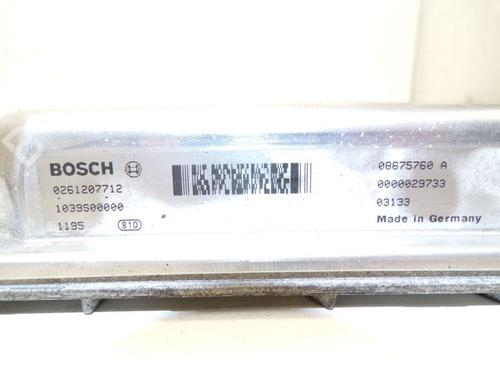 BOSCH
0261207712
1039S00000
1195 810
08675760 A
0000029733
03133
Made in Germany